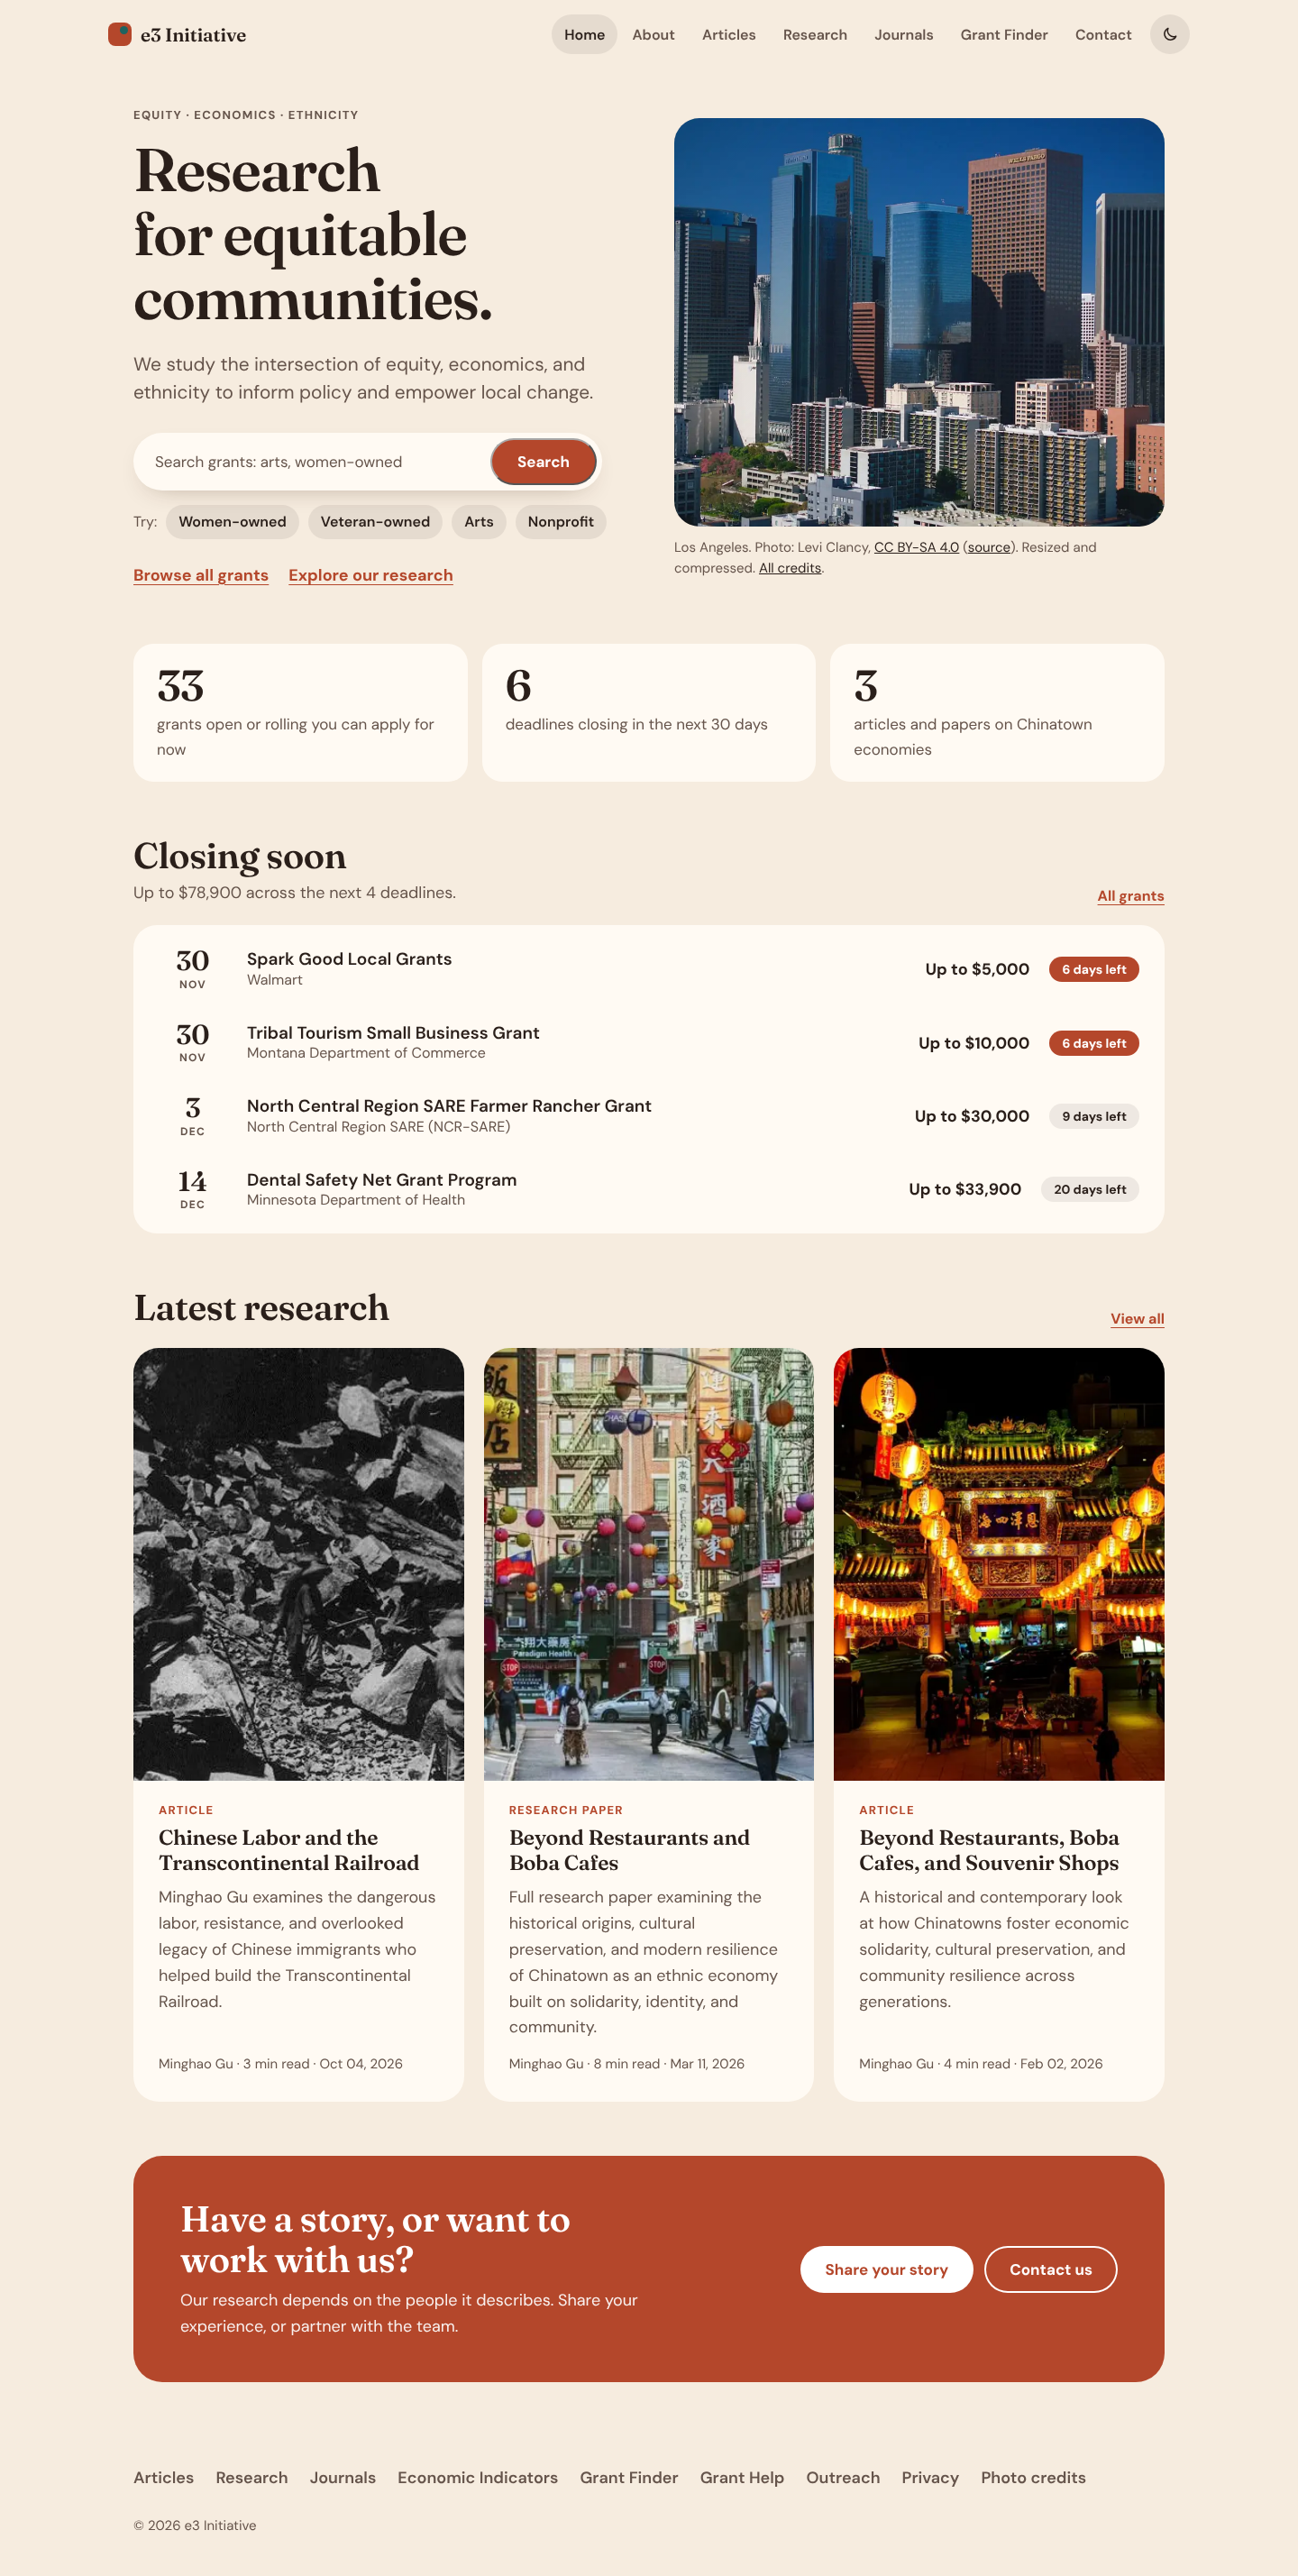 e3 Initiative
Home About Articles Research Journals Grant Finder Contact
EQUITY · ECONOMICS · ETHNICITY
Research
for equitable
communities.
We study the intersection of equity, economics, and
ethnicity to inform policy and empower local change.
Search grants: arts, women-owned
Search
Try: Women-owned Veteran-owned Arts Nonprofit
Browse all grants Explore our research
WELLS FARGO
Los Angeles. Photo: Levi Clancy, CC BY-SA 4.0 (source). Resized and
compressed. All credits.
33
grants open or rolling you can apply for
now
6
deadlines closing in the next 30 days
3
articles and papers on Chinatown
economies
Closing soon
Up to $78,900 across the next 4 deadlines.
All grants
30
NOV
Spark Good Local Grants
Walmart
Up to $5,000
6 days left
30
NOV
Tribal Tourism Small Business Grant
Montana Department of Commerce
Up to $10,000
6 days left
3
DEC
North Central Region SARE Farmer Rancher Grant
North Central Region SARE (NCR-SARE)
Up to $30,000
9 days left
14
DEC
Dental Safety Net Grant Program
Minnesota Department of Health
Up to $33,900
20 days left
Latest research
View all
飯
店
運
來
大
酒
家
Paradigm Health
STOP
STOP
海四澤恩
ARTICLE
Chinese Labor and the
Transcontinental Railroad
Minghao Gu examines the dangerous
labor, resistance, and overlooked
legacy of Chinese immigrants who
helped build the Transcontinental
Railroad.
Minghao Gu · 3 min read · Oct 04, 2026
RESEARCH PAPER
Beyond Restaurants and
Boba Cafes
Full research paper examining the
historical origins, cultural
preservation, and modern resilience
of Chinatown as an ethnic economy
built on solidarity, identity, and
community.
Minghao Gu · 8 min read · Mar 11, 2026
ARTICLE
Beyond Restaurants, Boba
Cafes, and Souvenir Shops
A historical and contemporary look
at how Chinatowns foster economic
solidarity, cultural preservation, and
community resilience across
generations.
Minghao Gu · 4 min read · Feb 02, 2026
Have a story, or want to
work with us?
Our research depends on the people it describes. Share your
experience, or partner with the team.
Share your story
Contact us
Articles Research Journals Economic Indicators Grant Finder Grant Help Outreach Privacy Photo credits
© 2026 e3 Initiative